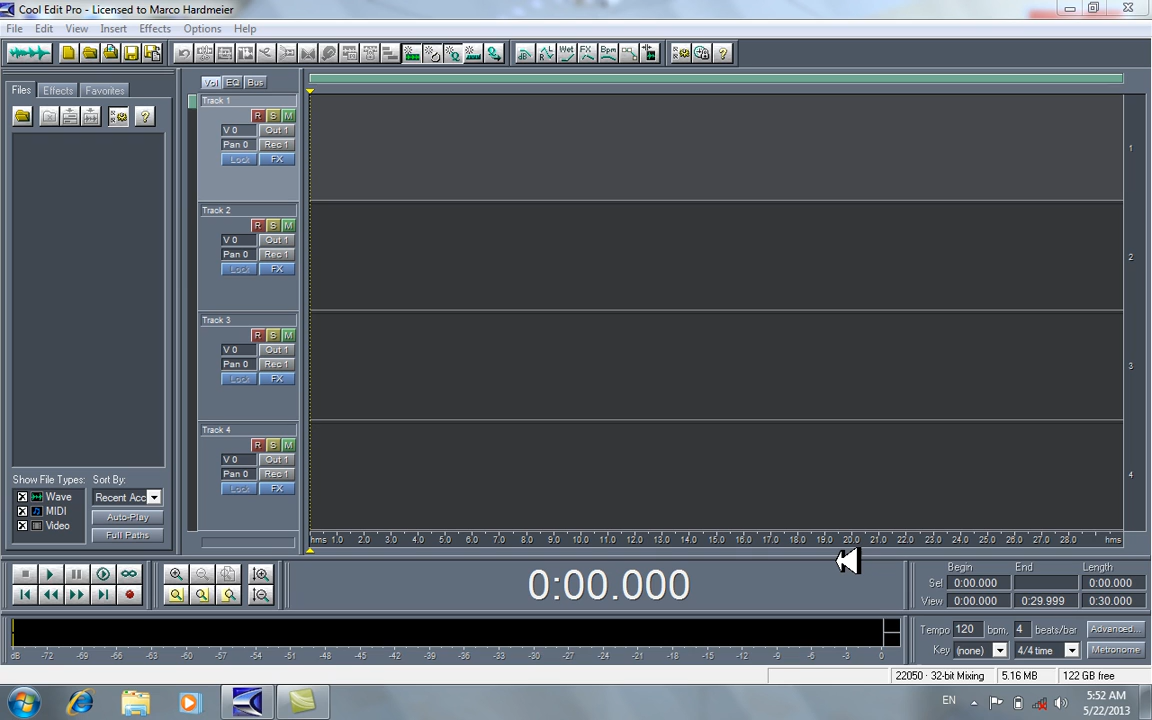 Cool Edit Pro - Licensed to Marco Hardmeier
File Edit View Insert Effects Options Help
Files Effects Favorites
Vol EQ Bus
Wet FX Bpm
Track 1
R S M
V 0 Out 1
Pan 0 Rec 1
Lock FX
1
Track 2
R S M
V 0 Out 1
Pan 0 Rec 1
Lock FX
2
Track 3
R S M
V 0 Out 1
Pan 0 Rec 1
Lock FX
3
Track 4
R S M
V 0 Out 1
Pan 0 Rec 1
Lock FX
4
Show File Types: Sort By:
Wave Recent Acc
MIDI Auto-Play
Video Full Paths
hms 1.0 2.0 3.0 4.0 5.0 6.0 7.0 8.0 9.0 10.0 11.0 12.0 13.0 14.0 15.0 16.0 17.0 18.0 19.0 20.0 21.0 22.0 23.0 24.0 25.0 26.0 27.0 28.0 hms
0:00.000
Begin End Length
Sel 0:00.000 0:00.000
View 0:00.000 0:29.999 0:30.000
Tempo 120 bpm, 4 beats/bar Advanced...
Key (none) 4/4 time Metronome
dB -72 -69 -66 -63 -60 -57 -54 -51 -48 -45 -42 -39 -36 -33 -30 -27 -24 -21 -18 -15 -12 -9 -6 -3 0
22050 · 32-bit Mixing 5.16 MB 122 GB free
EN 5:52 AM
5/22/2013